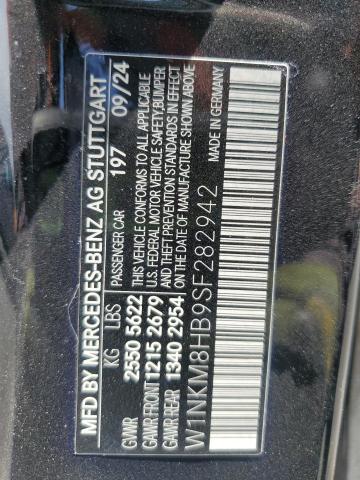 MFD BY MERCEDES-BENZ AG STUTTGART
PASSENGER CAR 197 09/24
KG LBS
GVWR 2550 5622
GAWR FRONT 1215 2679
GAWR REAR 1340 2954
THIS VEHICLE CONFORMS TO ALL APPLICABLE
U.S. FEDERAL MOTOR VEHICLE SAFETY, BUMPER
AND THEFT PREVENTION STANDARDS IN EFFECT
ON THE DATE OF MANUFACTURE SHOWN ABOVE
W1NKM8HB9SF282942
MADE IN GERMANY